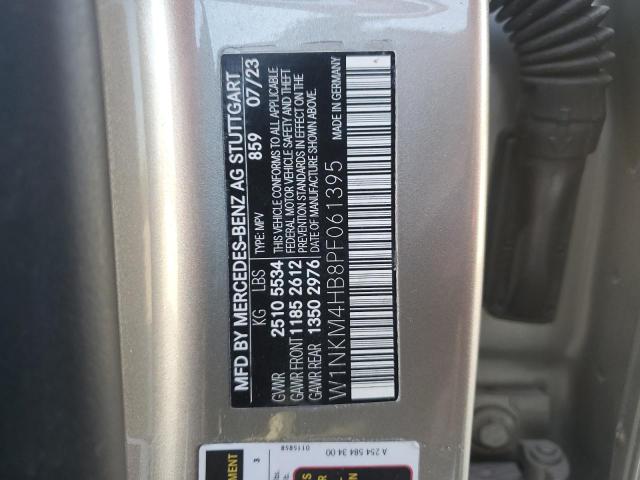 MFD BY MERCEDES-BENZ AG STUTTGART
KG LBS TYPE: MPV 859 07/23
GVWR 2510 5534 THIS VEHICLE CONFORMS TO ALL APPLICABLE
GAWR FRONT 1185 2612 FEDERAL MOTOR VEHICLE SAFETY AND THEFT
PREVENTION STANDARDS IN EFFECT ON THE
GAWR REAR 1350 2976 DATE OF MANUFACTURE SHOWN ABOVE.
W1NKM4HB8PF061395 MADE IN GERMANY
0115858
3
A 254 584 34 00